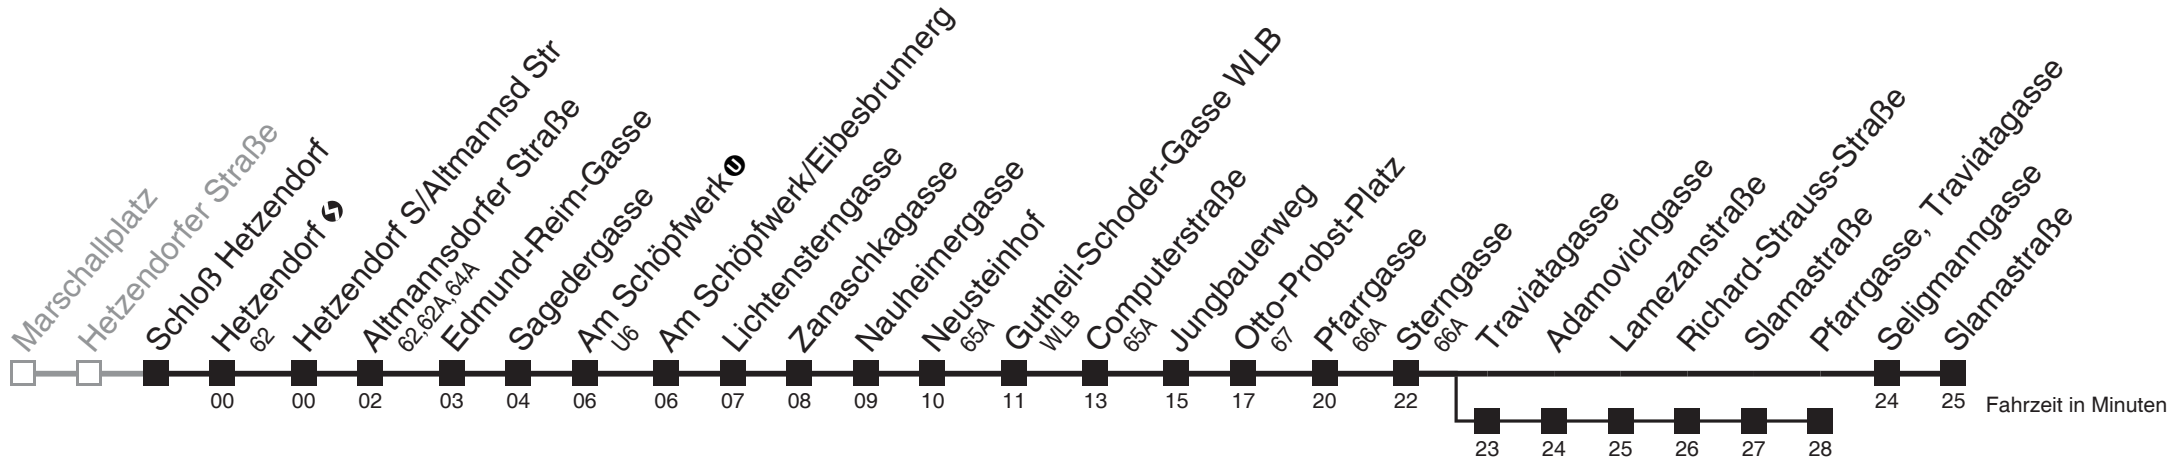 Marschallplatz
Hetzendorfer Straße
Schloß Hetzendorf
Hetzendorf
62
Hetzendorf S/Altmannsd Str
Altmannsdorfer Straße
62,62A,64A
Edmund-Reim-Gasse
Sagedergasse
Am Schöpfwerk U
U6
Am Schöpfwerk/Eibesbrunnerg
Lichtensterngasse
Zanaschkagasse
Nauheimergasse
Neusteinhof
65A
Gutheil-Schoder-Gasse WLB
WLB
Computerstraße
65A
Jungbauerweg
Otto-Probst-Platz
67
Pfarrgasse
66A
Sterngasse
66A
Traviatagasse
Adamovichgasse
Lamezanstraße
Richard-Strauss-Straße
Slamastraße
Pfarrgasse, Traviatagasse
Seligmanngasse
Slamastraße
00 00 02 03 04 06 06 07 08 09 10 11 13 15 17 20 22 24 25 Fahrzeit in Minuten
23 24 25 26 27 28